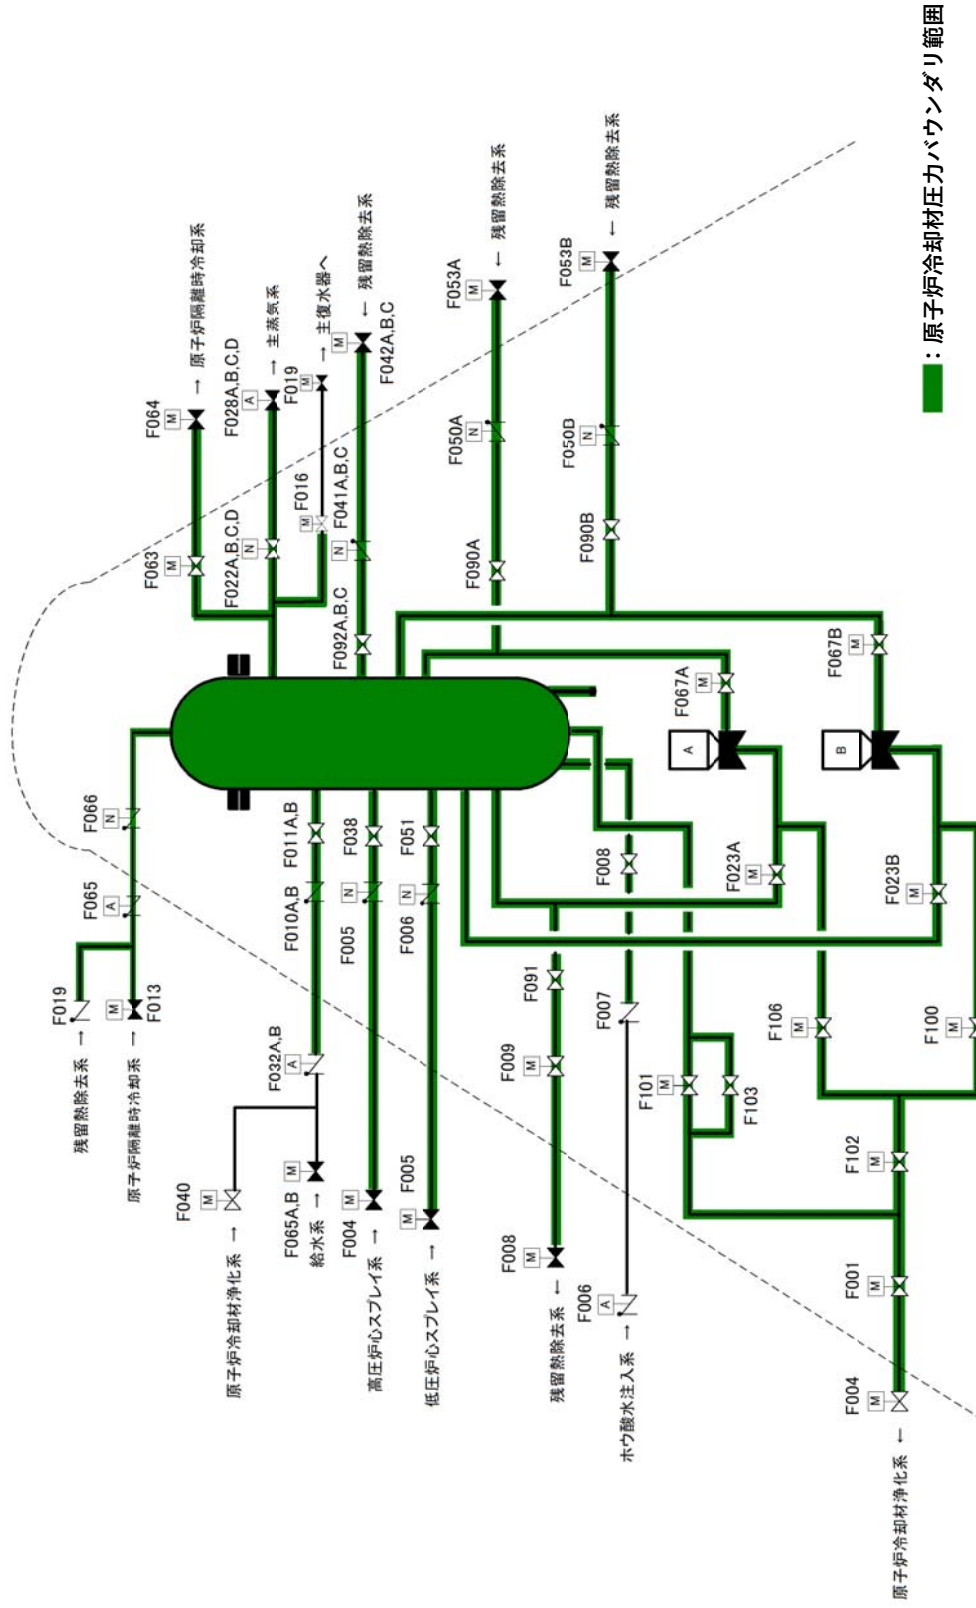 F066
N
F065
A
F019
残留熱除去系 →
M
F013
原子炉隔離時冷却系 →
F064
M
→ 原子炉隔離時冷却系
F063
M
F028A,B,C,D
A
→ 主蒸気系
F022A,B,C,D
N
F019
M
→ 主復水器へ
F016
M
F041A,B,C
N
M
← 残留熱除去系
F042A,B,C
F092A,B,C
F053A
M
← 残留熱除去系
F050A
N
F090A
F053B
M
← 残留熱除去系
F050B
N
F090B
F067A
M
F067B
M
A
B
F011A,B
F010A,B
F032A,B
A
F040
M
原子炉冷却材浄化系 →
F065A,B
M
給水系 →
F038
N
F005
F004
M
高圧炉心スプレイ系 →
F051
N
F006
F005
M
低圧炉心スプレイ系 →
F091
F009
M
F008
M
残留熱除去系 ←
F008
F007
F006
A
ホウ酸水注入系 →
F023A
M
F023B
M
F101
M
F103
F106
M
F100
M
F102
M
F001
M
F004
M
原子炉冷却材浄化系 ←
：原子炉冷却材圧力バウンダリ範囲